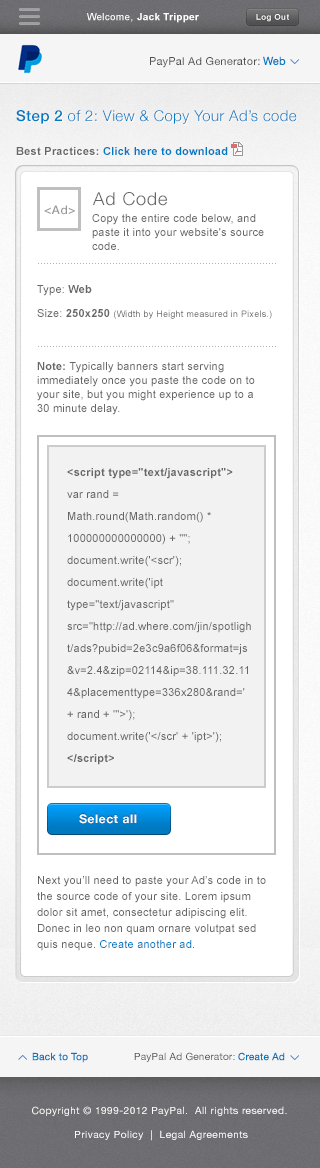 Welcome, Jack Tripper
Log Out
PayPal Ad Generator: Web
Step 2 of 2: View & Copy Your Ad's code
Best Practices: Click here to download
<Ad>
Ad Code
Copy the entire code below, and
paste it into your website's source
code.
Type: Web
Size: 250x250 (Width by Height measured in Pixels.)
Note: Typically banners start serving
immediately once you paste the code on to
your site, but you might experience up to a
30 minute delay.
<script type="text/javascript">
var rand =
Math.round(Math.random() *
100000000000000) + "";
document.write('<scr');
document.write('ipt
type="text/javascript"
src="http://ad.where.com/jin/spotligh
t/ads?pubid=2e3c9a6f06&format=js
&v=2.4&zip=02114&ip=38.111.32.11
4&placementtype=336x280&rand='
+ rand + '">');
document.write('</scr' + 'ipt>');
</script>
Select all
Next you'll need to paste your Ad's code in to
the source code of your site. Lorem ipsum
dolor sit amet, consectetur adipiscing elit.
Donec in leo non quam ornare volutpat sed
quis neque. Create another ad.
Back to Top
PayPal Ad Generator: Create Ad
Copyright © 1999-2012 PayPal. All rights reserved.
Privacy Policy | Legal Agreements